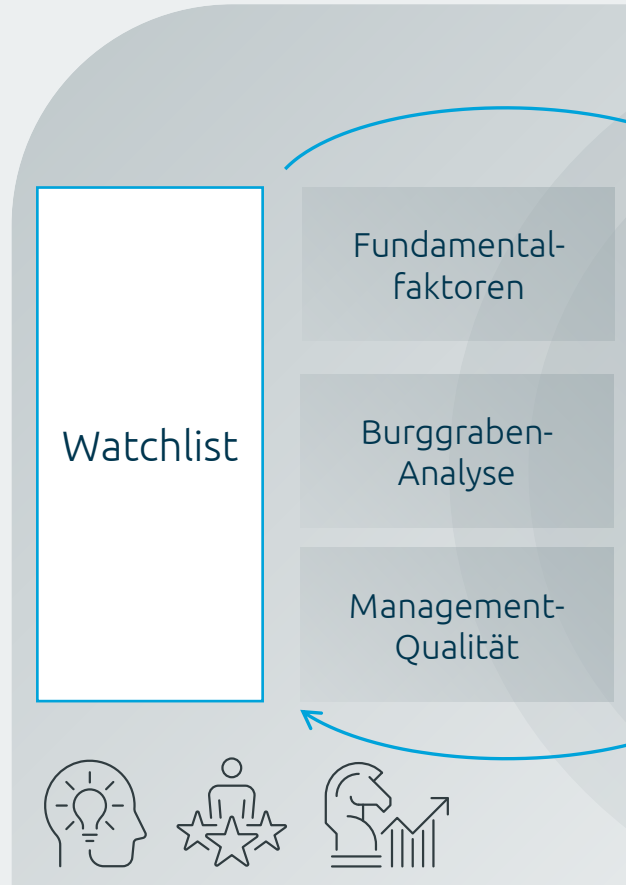 Watchlist
Fundamental-
faktoren
Burggraben-
Analyse
Management-
Qualität